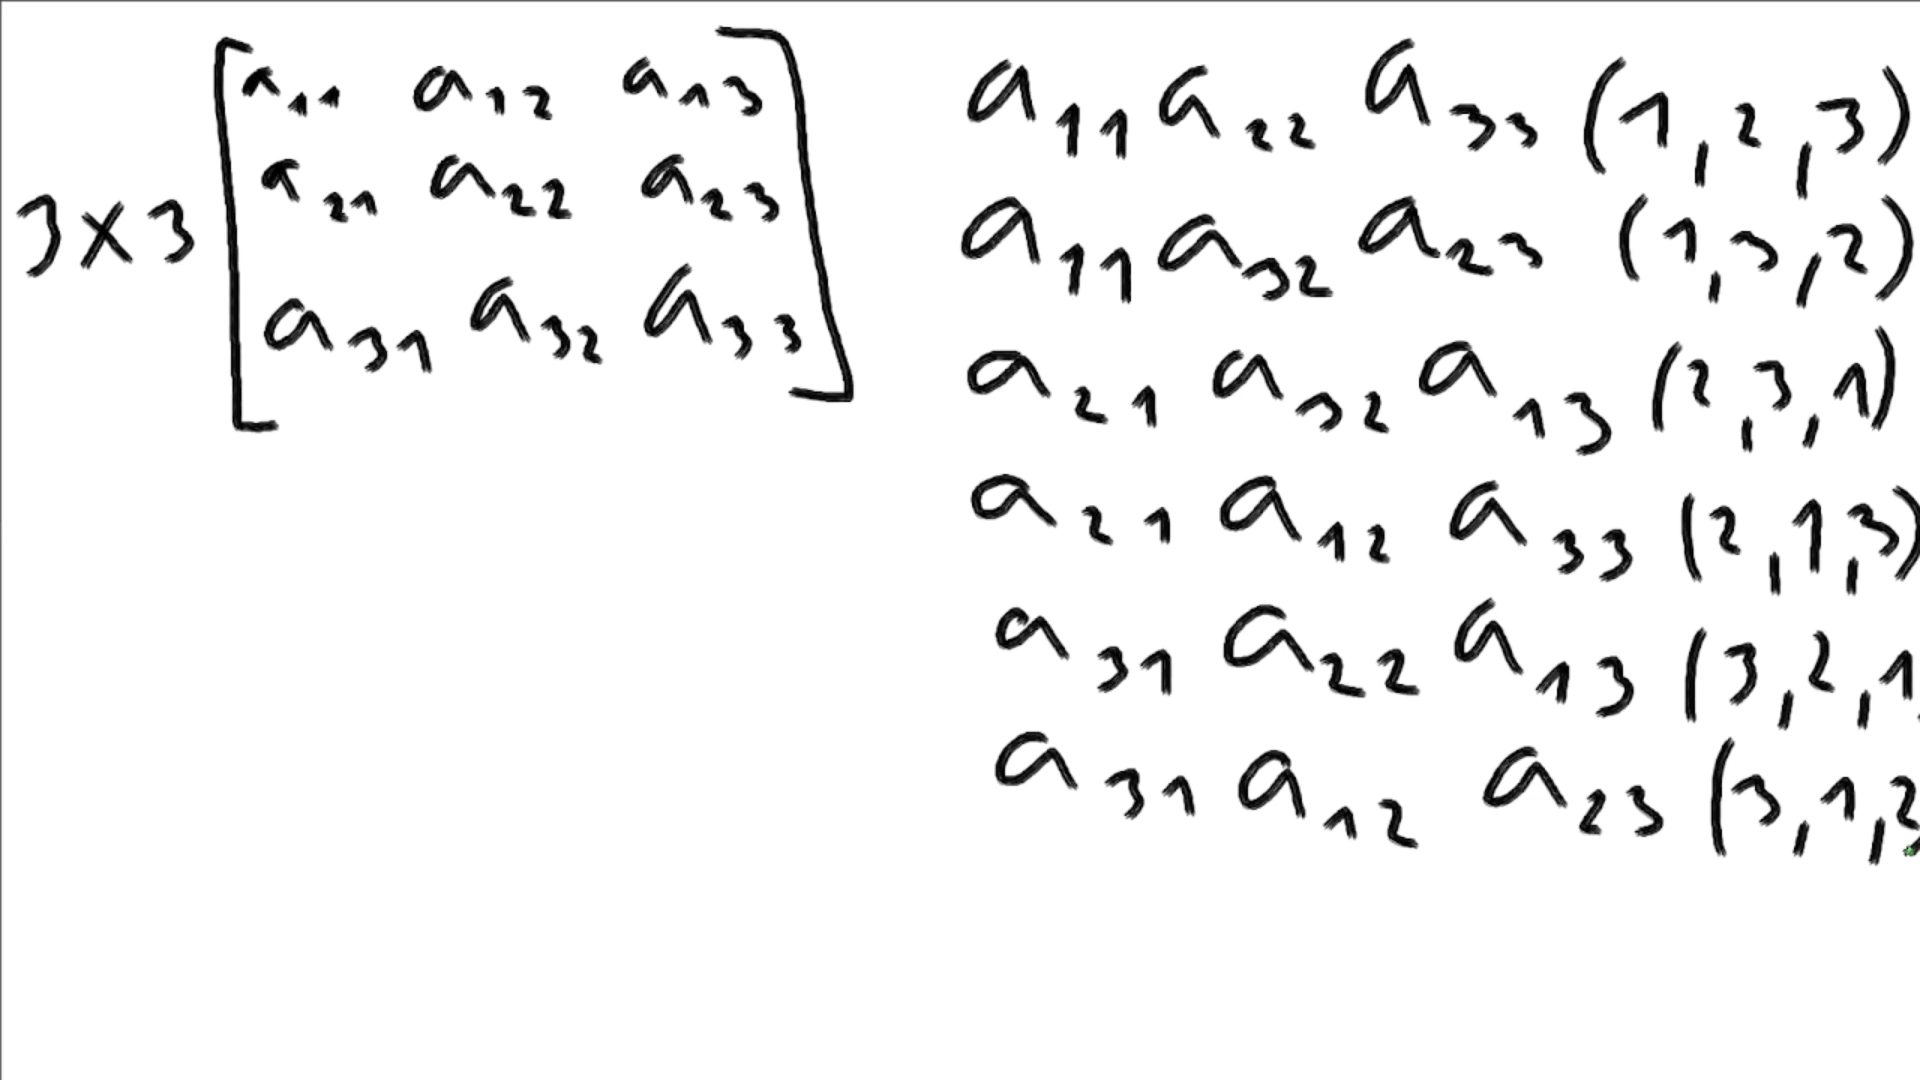 3×3 [a₁₁ a₁₂ a₁₃
a₂₁ a₂₂ a₂₃
a₃₁ a₃₂ a₃₃]
a₁₁ a₂₂ a₃₃ (1,2,3)
a₁₁ a₃₂ a₂₃ (1,3,2)
a₂₁ a₃₂ a₁₃ (2,3,1)
a₂₁ a₁₂ a₃₃ (2,1,3)
a₃₁ a₂₂ a₁₃ (3,2,1
a₃₁ a₁₂ a₂₃ (3,1,2